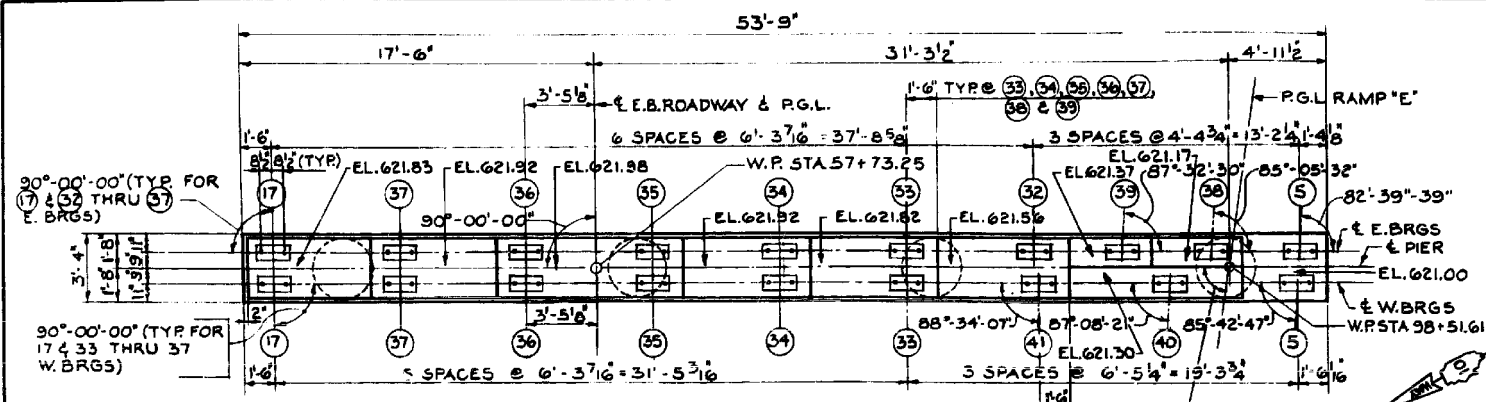 53'-9"
17'-6" 31'-3½" 4'-11½"
3'-5⅛" ℄ E.B. ROADWAY & P.G.L. 1'-6" TYP. @ 33, 34, 35, 36, 37, P.G.L. RAMP "E"
38 & 39
1'-6" 6 SPACES @ 6'-3 7/16" = 37'-8⅝" 3 SPACES @ 4'-4¾" = 13'-2¼" 1'-4⅛"
8½" 8½" (TYP.) W.P. STA. 57+73.25
EL.621.83 EL.621.92 EL.621.98 EL.621.37 EL.621.17 87°-32'-30" 85°-05'-32"
90°-00'-00" (TYP. FOR
17 & 32 THRU 37
E. BRGS)
17 37 36 35 34 33 32 39 38 5
82'-39"-39"
90°-00'-00" EL.621.92 EL.621.82 EL.621.56
℄ E.BRGS
℄ PIER
EL.621.00
℄ W.BRGS
W.P. STA 98+51.61
3'-4" 1'-8" 1'-8" 9" 11" 11" 3"
2"
90°-00'-00" (TYP. FOR
17 & 33 THRU 37
W. BRGS)
3'-5⅛" 88°-34'-07" 87°-08'-21" 85°-42'-47"
17 37 36 35 34 33 41 40 5
EL.621.30
1'-6" SPACES @ 6'-3 7/16" = 31'-5 3/16" 3 SPACES @ 6'-5¼" = 19'-3¾" 1'-6 1/16"
1'-6"